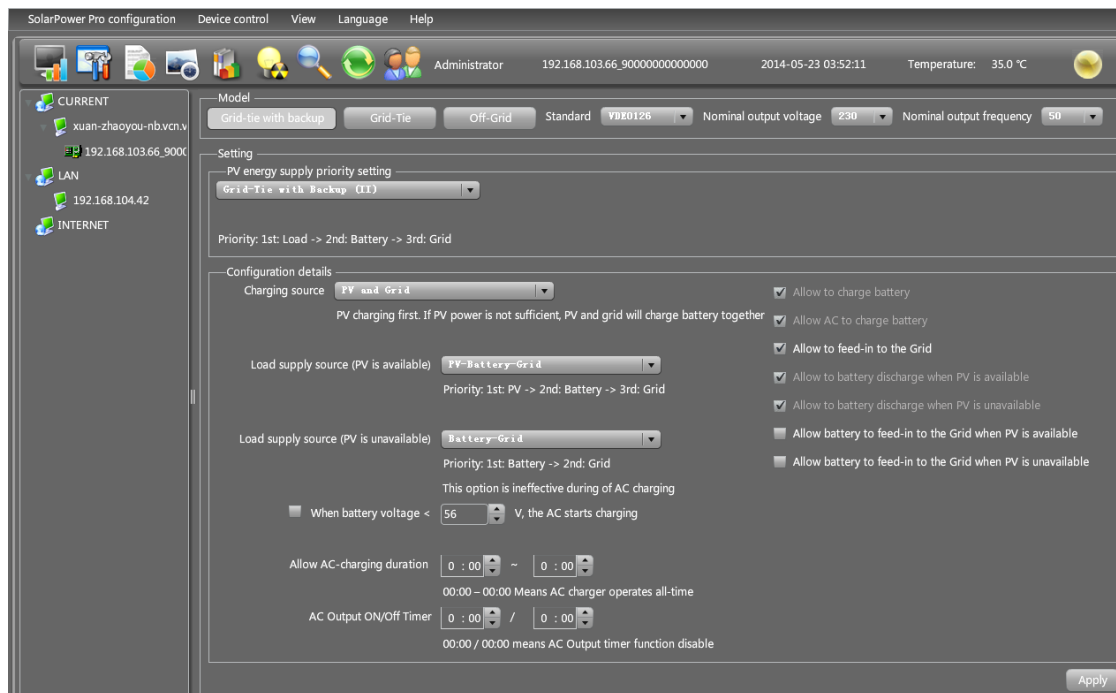 SolarPower Pro configuration Device control View Language Help
Administrator 192.168.103.66_90000000000000 2014-05-23 03:52:11 Temperature: 35.0 ℃
CURRENT
xuan-zhaoyou-nb.vcn.v
192.168.103.66_9000
LAN
192.168.104.42
INTERNET
Model
Grid-tie with backup Grid-Tie Off-Grid Standard VDE0126 Nominal output voltage 230 Nominal output frequency 50
Setting
PV energy supply priority setting
Grid-Tie with Backup (II)
Priority: 1st: Load -> 2nd: Battery -> 3rd: Grid
Configuration details
Charging source PV and Grid
PV charging first. If PV power is not sufficient, PV and grid will charge battery together
Load supply source (PV is available) PV-Battery-Grid
Priority: 1st: PV -> 2nd: Battery -> 3rd: Grid
Load supply source (PV is unavailable) Battery-Grid
Priority: 1st: Battery -> 2nd: Grid
This option is ineffective during of AC charging
When battery voltage < 56 V, the AC starts charging
Allow AC-charging duration 0 : 00 ~ 0 : 00
00:00 – 00:00 Means AC charger operates all-time
AC Output ON/Off Timer 0 : 00 / 0 : 00
00:00 / 00:00 means AC Output timer function disable
Allow to charge battery
Allow AC to charge battery
Allow to feed-in to the Grid
Allow to battery discharge when PV is available
Allow to battery discharge when PV is unavailable
Allow battery to feed-in to the Grid when PV is available
Allow battery to feed-in to the Grid when PV is unavailable
Apply